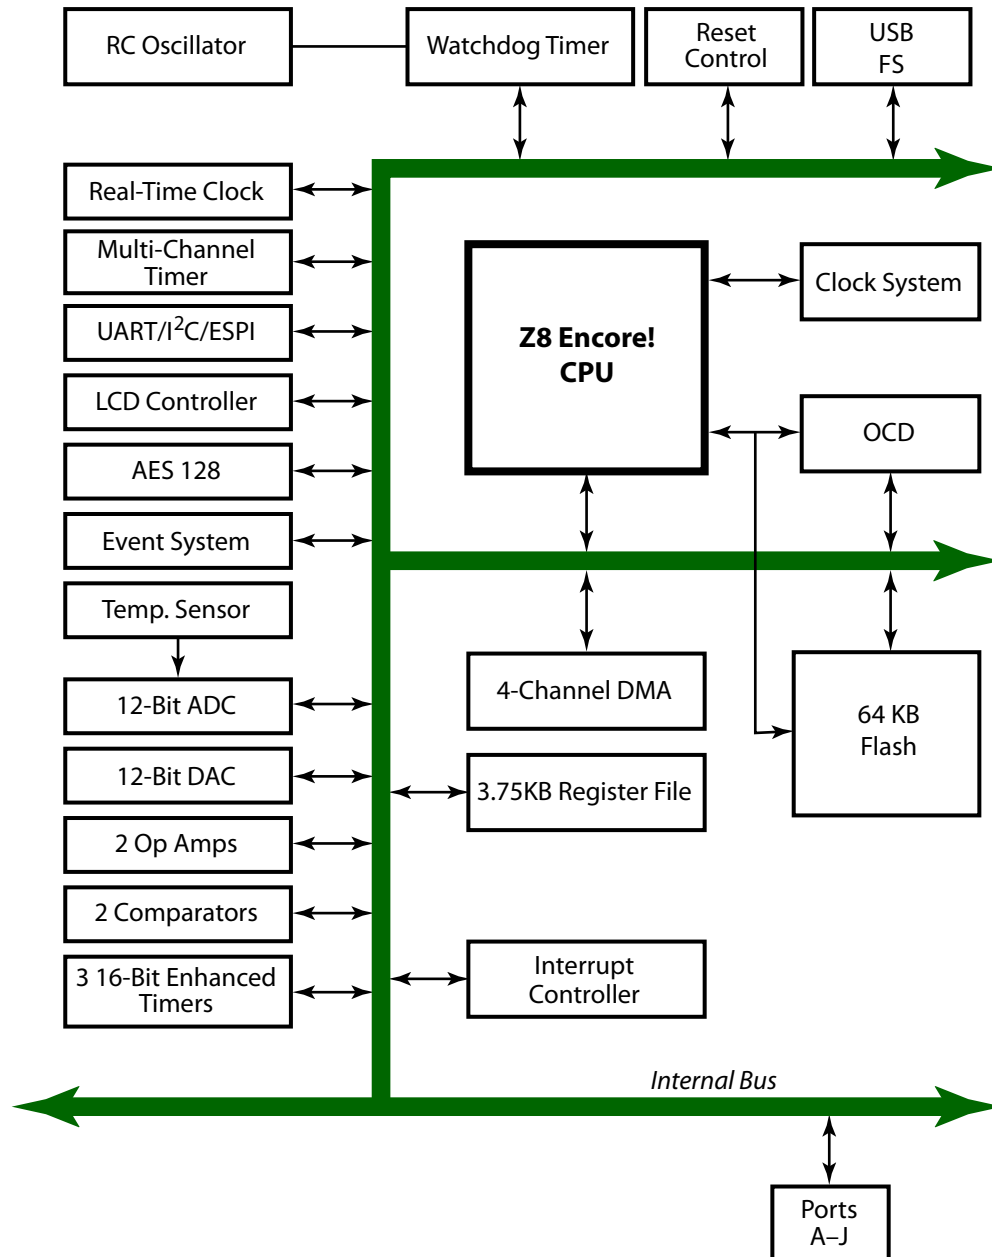 RC Oscillator
Watchdog Timer
Reset
Control
USB
FS
Real-Time Clock
Multi-Channel
Timer
UART/I²C/ESPI
LCD Controller
AES 128
Event System
Temp. Sensor
12-Bit ADC
12-Bit DAC
2 Op Amps
2 Comparators
3 16-Bit Enhanced
Timers
Z8 Encore!
CPU
Clock System
OCD
4-Channel DMA
64 KB
Flash
3.75KB Register File
Interrupt
Controller
Internal Bus
Ports
A–J